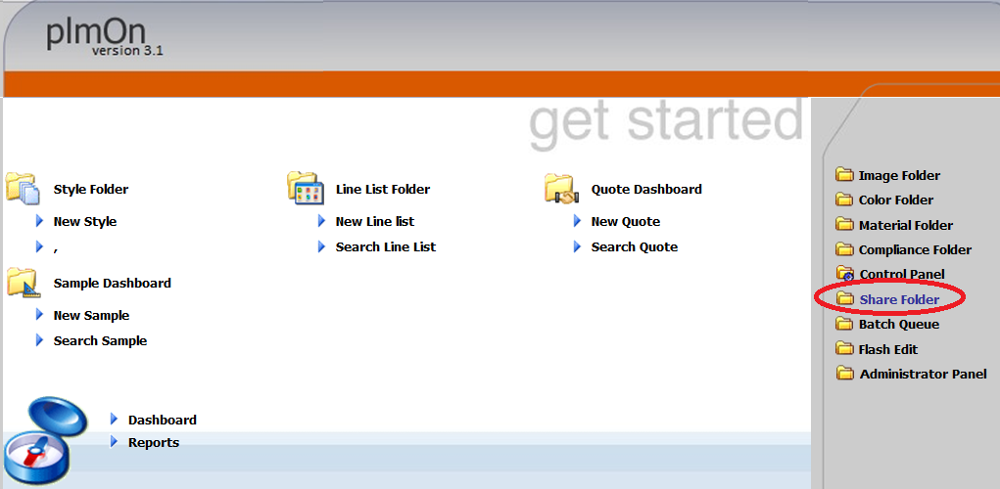 plmOn
version 3.1
get started
Style Folder
New Style
,
Line List Folder
New Line list
Search Line List
Quote Dashboard
New Quote
Search Quote
Sample Dashboard
New Sample
Search Sample
Dashboard
Reports
Image Folder
Color Folder
Material Folder
Compliance Folder
Control Panel
Share Folder
Batch Queue
Flash Edit
Administrator Panel